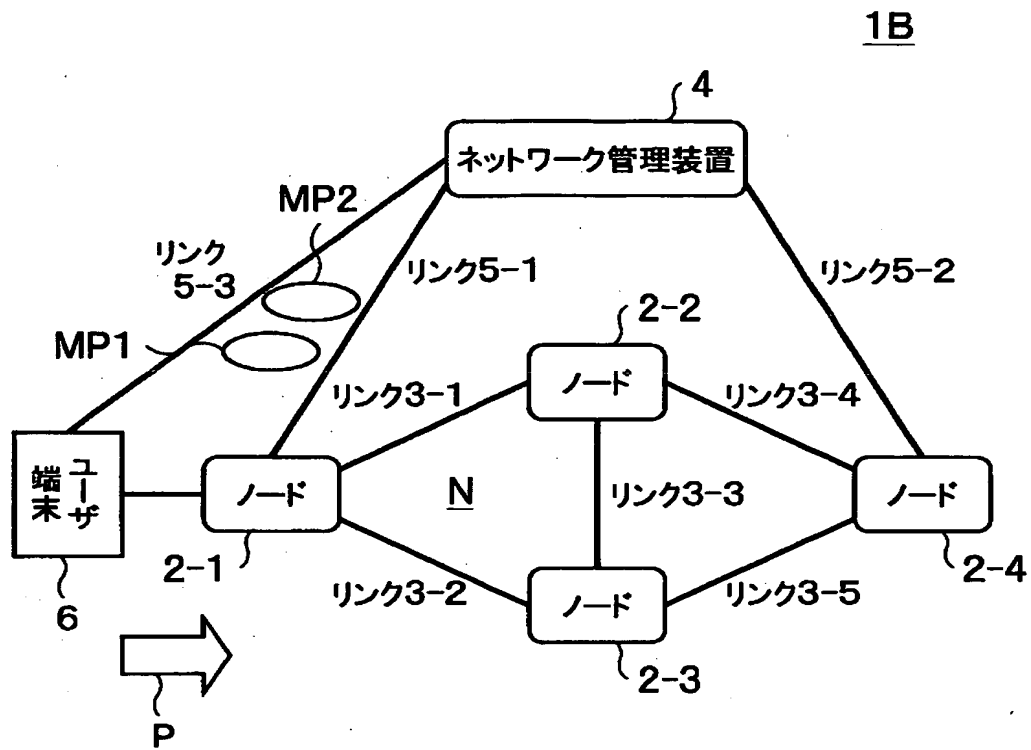 1B
4
ネットワーク管理装置
MP2
リンク
5-3
リンク5-1
リンク5-2
MP1
2-2
ノード
リンク3-1
リンク3-4
ユーザ
端末
ノード
N
リンク3-3
ノード
2-1
2-4
6
リンク3-2
ノード
リンク3-5
2-3
P